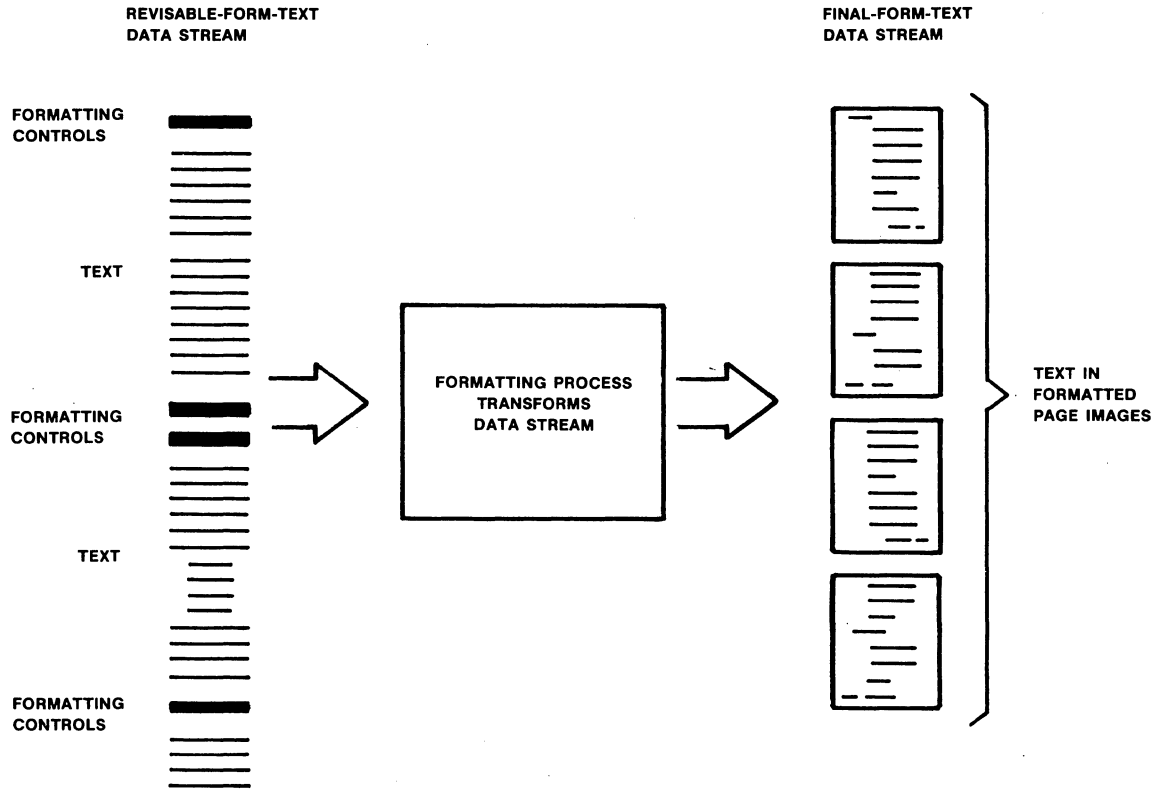 REVISABLE-FORM-TEXT
DATA STREAM
FINAL-FORM-TEXT
DATA STREAM
FORMATTING
CONTROLS
TEXT
FORMATTING
CONTROLS
TEXT
FORMATTING
CONTROLS
FORMATTING PROCESS
TRANSFORMS
DATA STREAM
TEXT IN
FORMATTED
PAGE IMAGES